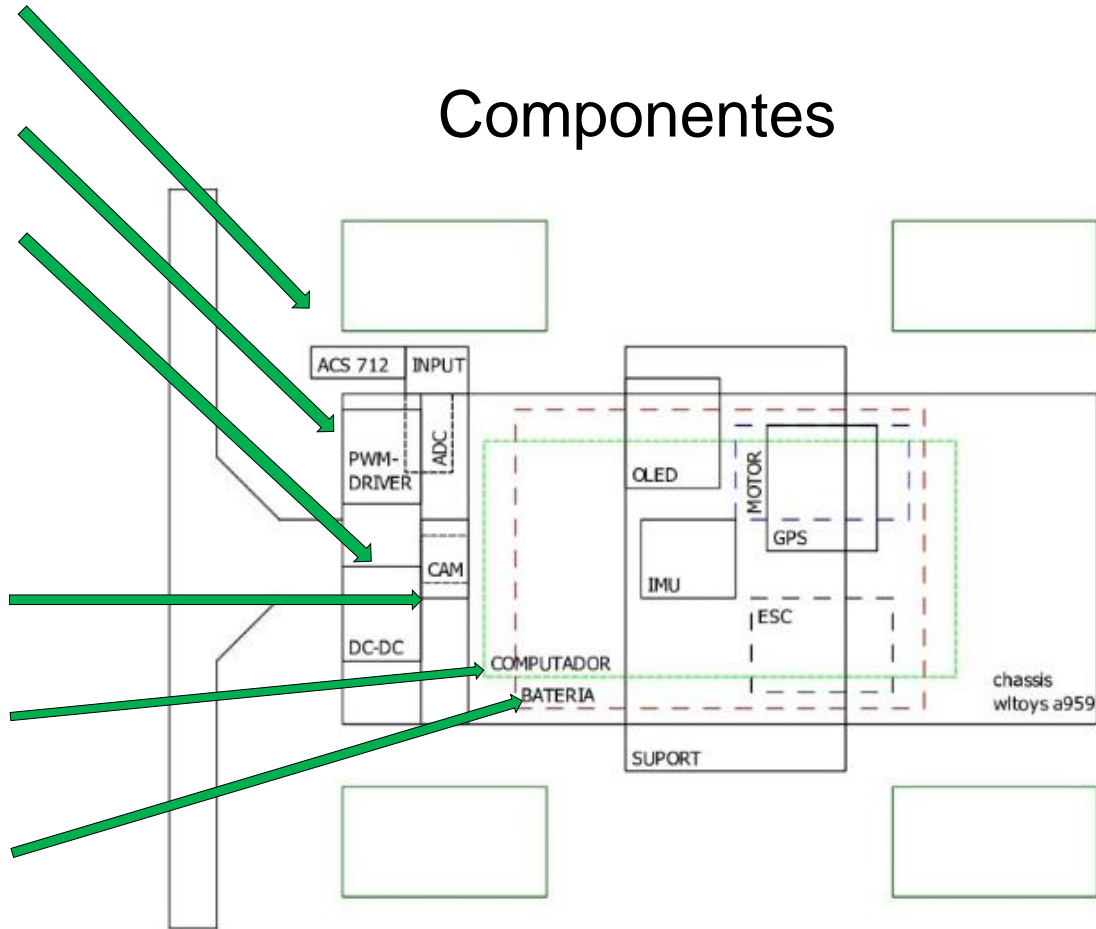 Componentes
ACS 712
INPUT
PWM-
DRIVER
ADC
OLED
MOTOR
GPS
CAM
IMU
ESC
DC-DC
COMPUTADOR
BATERIA
chassis
wltoys a959
SUPORT